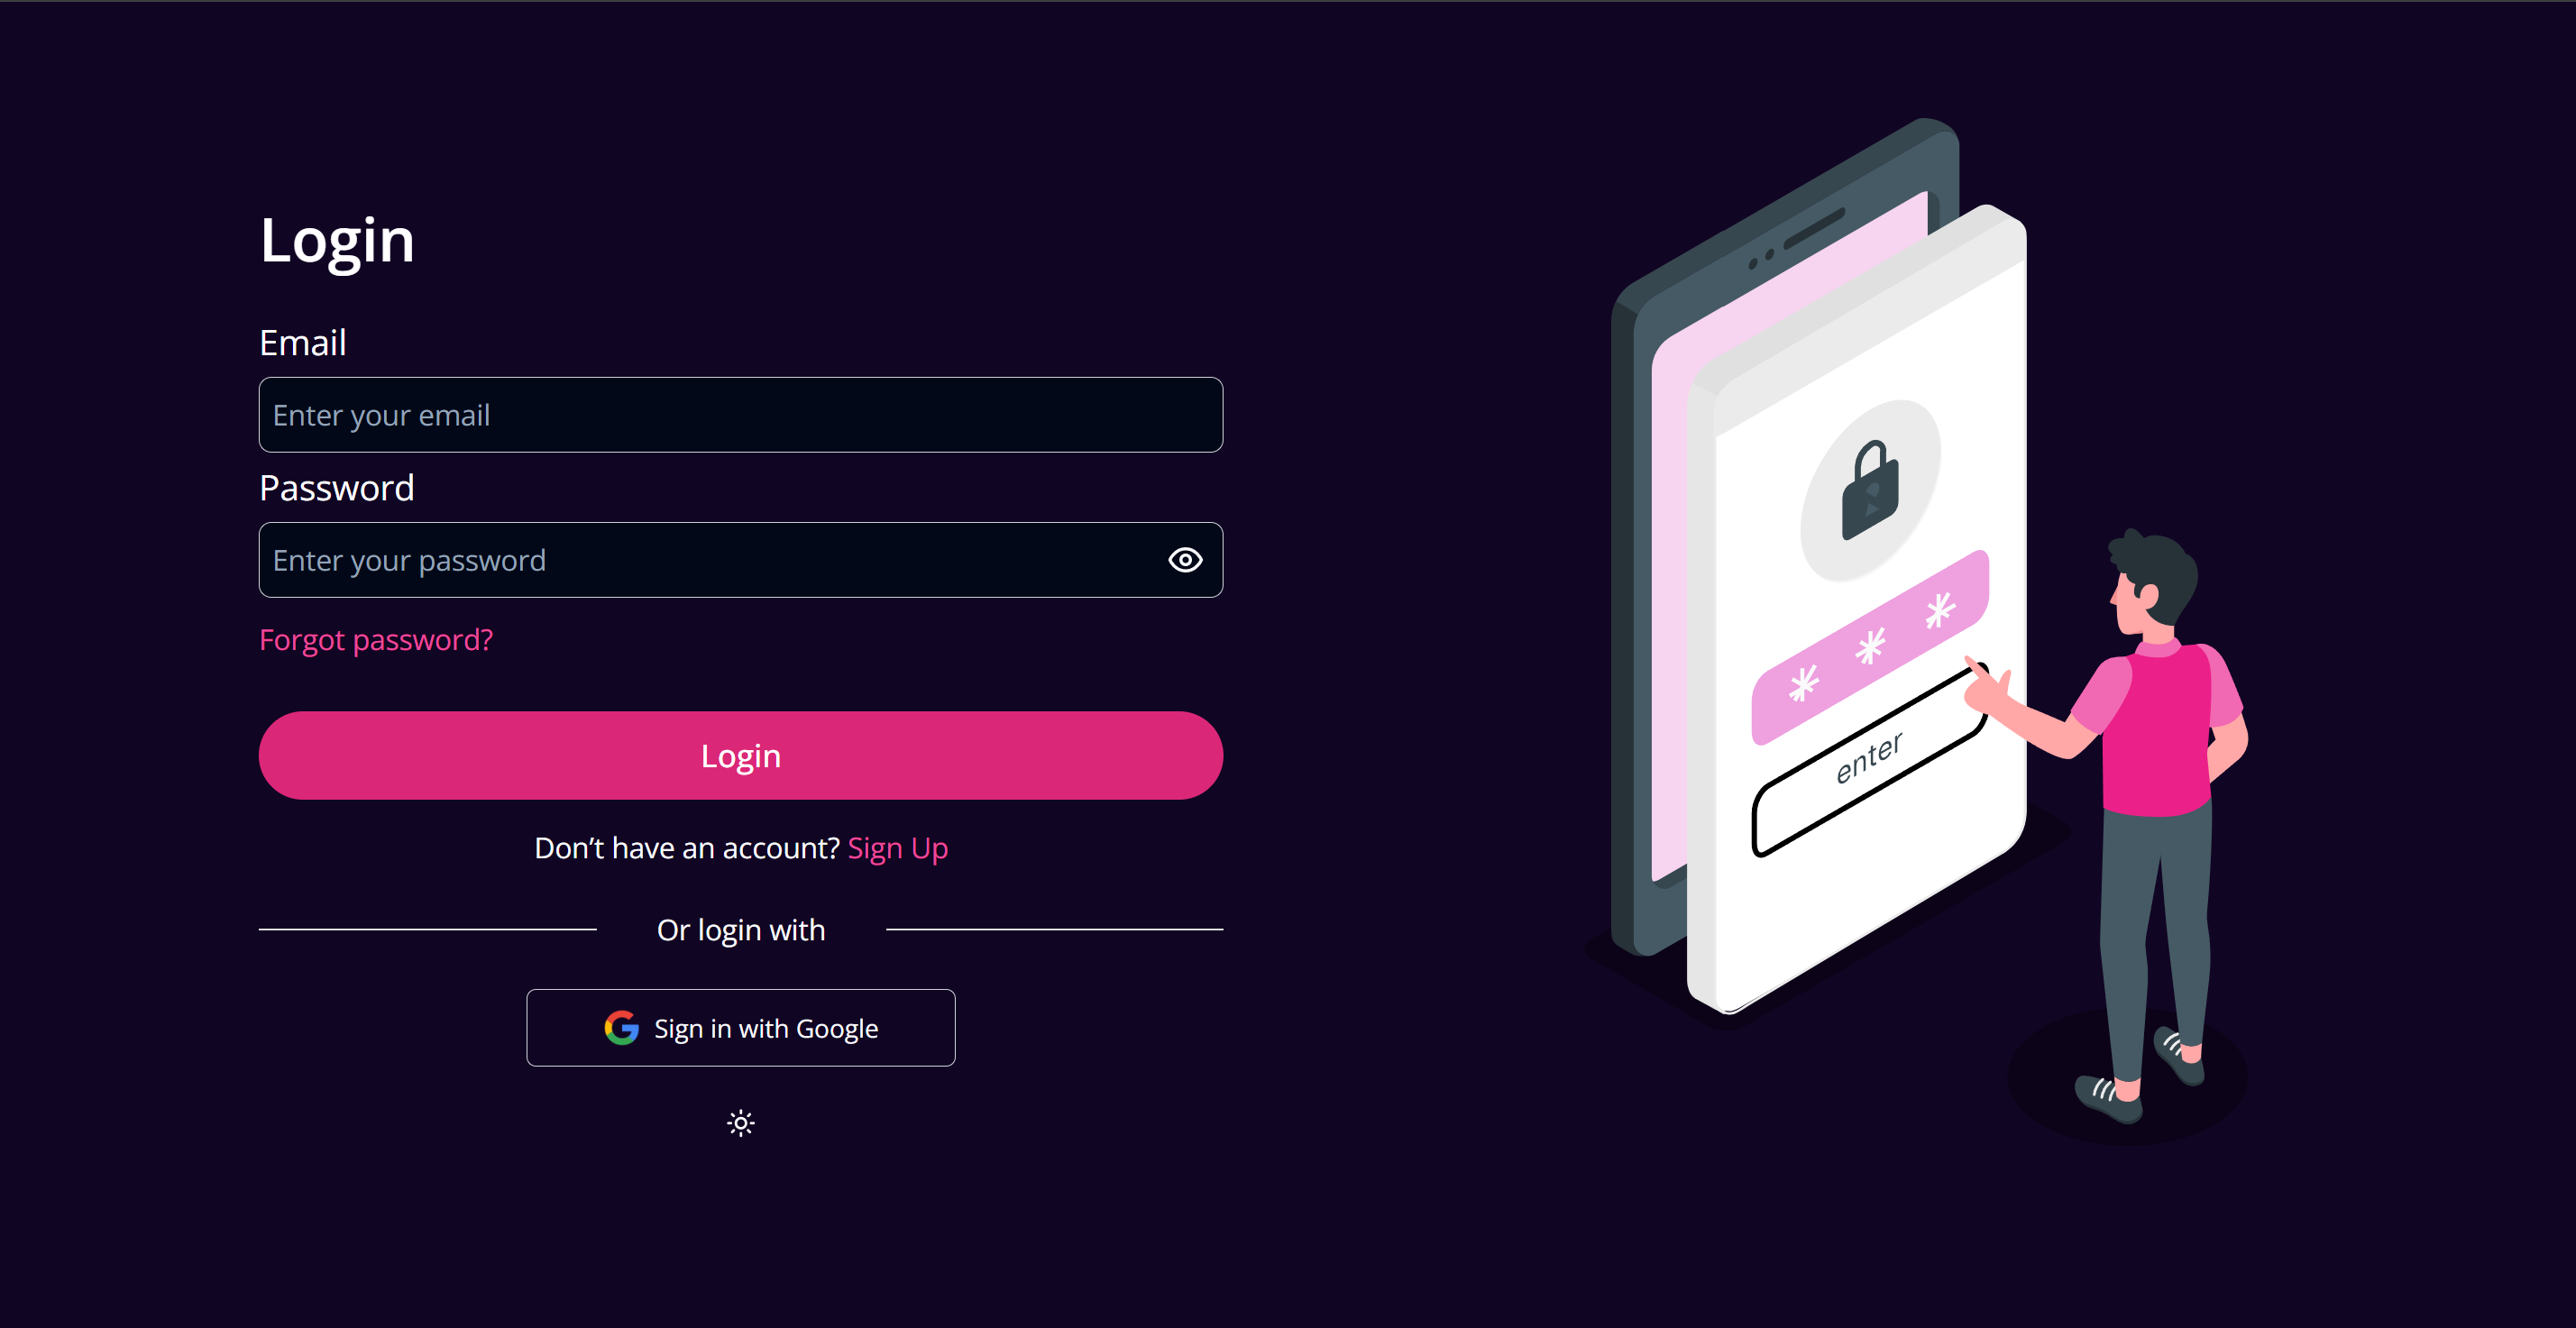 Login
Email
Enter your email
Password
Enter your password
Forgot password?
Login
Don’t have an account? Sign Up
Or login with
Sign in with Google
* * *
enter